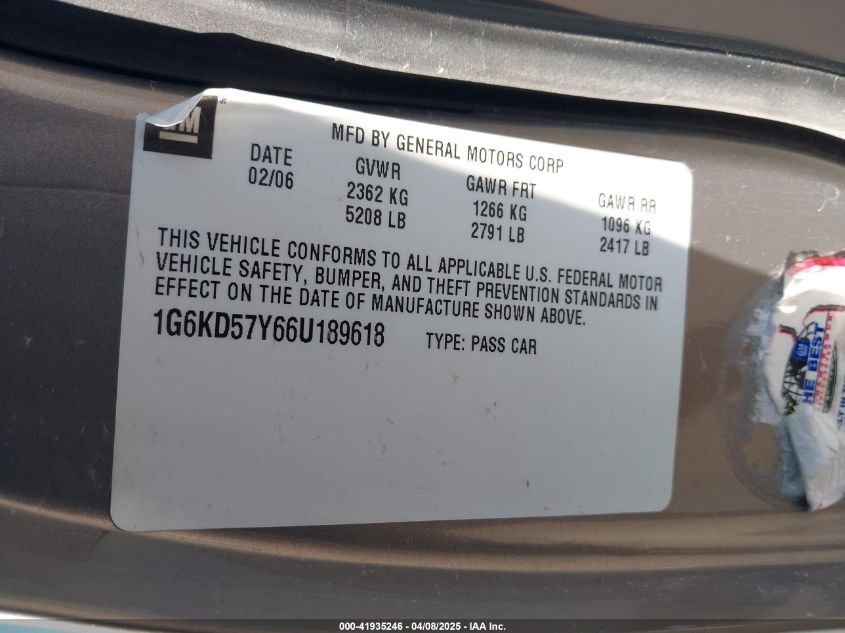 GM
MFD BY GENERAL MOTORS CORP
DATE GVWR GAWR FRT GAWR RR
02/06 2362 KG 1266 KG 1096 KG
5208 LB 2791 LB 2417 LB
THIS VEHICLE CONFORMS TO ALL APPLICABLE U.S. FEDERAL MOTOR
VEHICLE SAFETY, BUMPER, AND THEFT PREVENTION STANDARDS IN
EFFECT ON THE DATE OF MANUFACTURE SHOWN ABOVE.
1G6KD57Y66U189618 TYPE: PASS CAR
GM
HE BEST
000-41935246 - 04/08/2025 - IAA Inc.